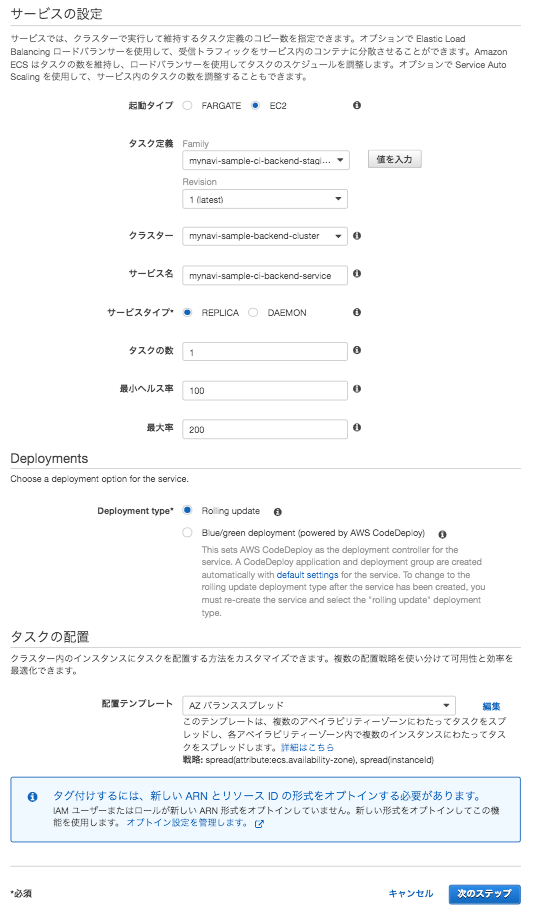 サービスの設定
サービスでは、クラスターで実行して維持するタスク定義のコピー数を指定できます。オプションで Elastic Load
Balancing ロードバランサーを使用して、受信トラフィックをサービス内のコンテナに分散させることができます。Amazon
ECS はタスクの数を維持し、ロードバランサーを使用してタスクのスケジュールを調整します。オプションで Service Auto
Scaling を使用して、サービス内のタスクの数を調整することもできます。
起動タイプ FARGATE EC2
タスク定義 Family
mynavi-sample-ci-backend-stagi... 値を入力
Revision
1 (latest)
クラスター mynavi-sample-backend-cluster
サービス名 mynavi-sample-ci-backend-service
サービスタイプ* REPLICA DAEMON
タスクの数 1
最小ヘルス率 100
最大率 200
Deployments
Choose a deployment option for the service.
Deployment type* Rolling update
Blue/green deployment (powered by AWS CodeDeploy)
This sets AWS CodeDeploy as the deployment controller for the
service. A CodeDeploy application and deployment group are created
automatically with default settings for the service. To change to the
rolling update deployment type after the service has been created, you
must re-create the service and select the "rolling update" deployment
type.
タスクの配置
クラスター内のインスタンスにタスクを配置する方法をカスタマイズできます。複数の配置戦略を使い分けて可用性と効率を
最適化できます。
配置テンプレート AZ バランススプレッド 編集
このテンプレートは、複数のアベイラビリティーゾーンにわたってタスクをスプ
レッドし、各アベイラビリティーゾーン内で複数のインスタンスにわたってタス
クをスプレッドします。詳細はこちら
戦略: spread(attribute:ecs.availability-zone), spread(instanceId)
タグ付けするには、新しい ARN とリソース ID の形式をオプトインする必要があります。
IAM ユーザーまたはロールが新しい ARN 形式をオプトインしていません。新しい形式をオプトインしてこの機
能を使用します。 オプトイン設定を管理します。
*必須 キャンセル 次のステップ